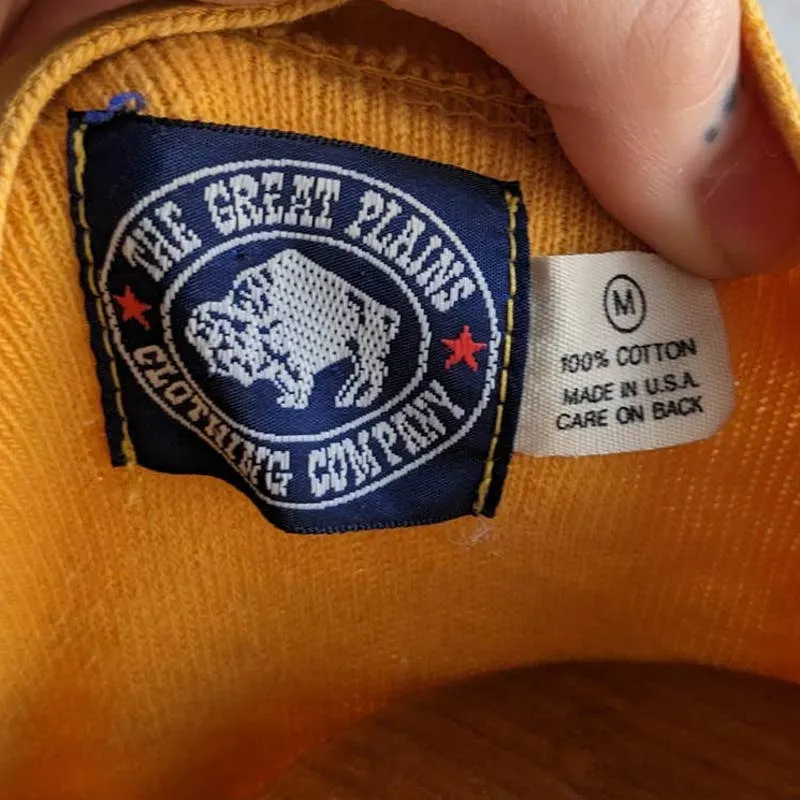 THE GREAT PLAINS
CLOTHING COMPANY
M
100% COTTON
MADE IN U.S.A.
CARE ON BACK